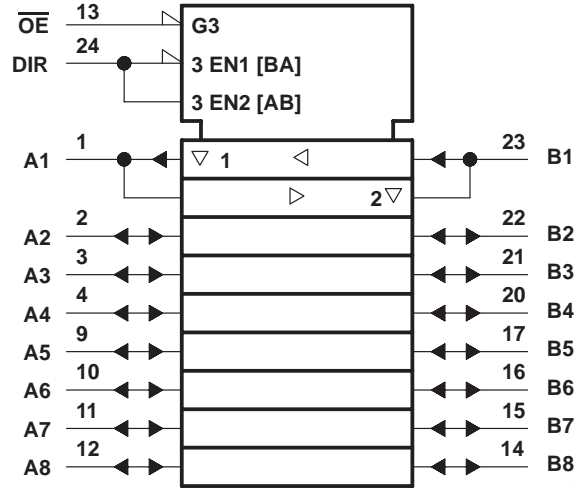 OE 13 G3
DIR 24 3 EN1 [BA]
3 EN2 [AB]
A1 1 1 23 B1
2
A2 2 22 B2
A3 3 21 B3
A4 4 20 B4
A5 9 17 B5
A6 10 16 B6
A7 11 15 B7
A8 12 14 B8